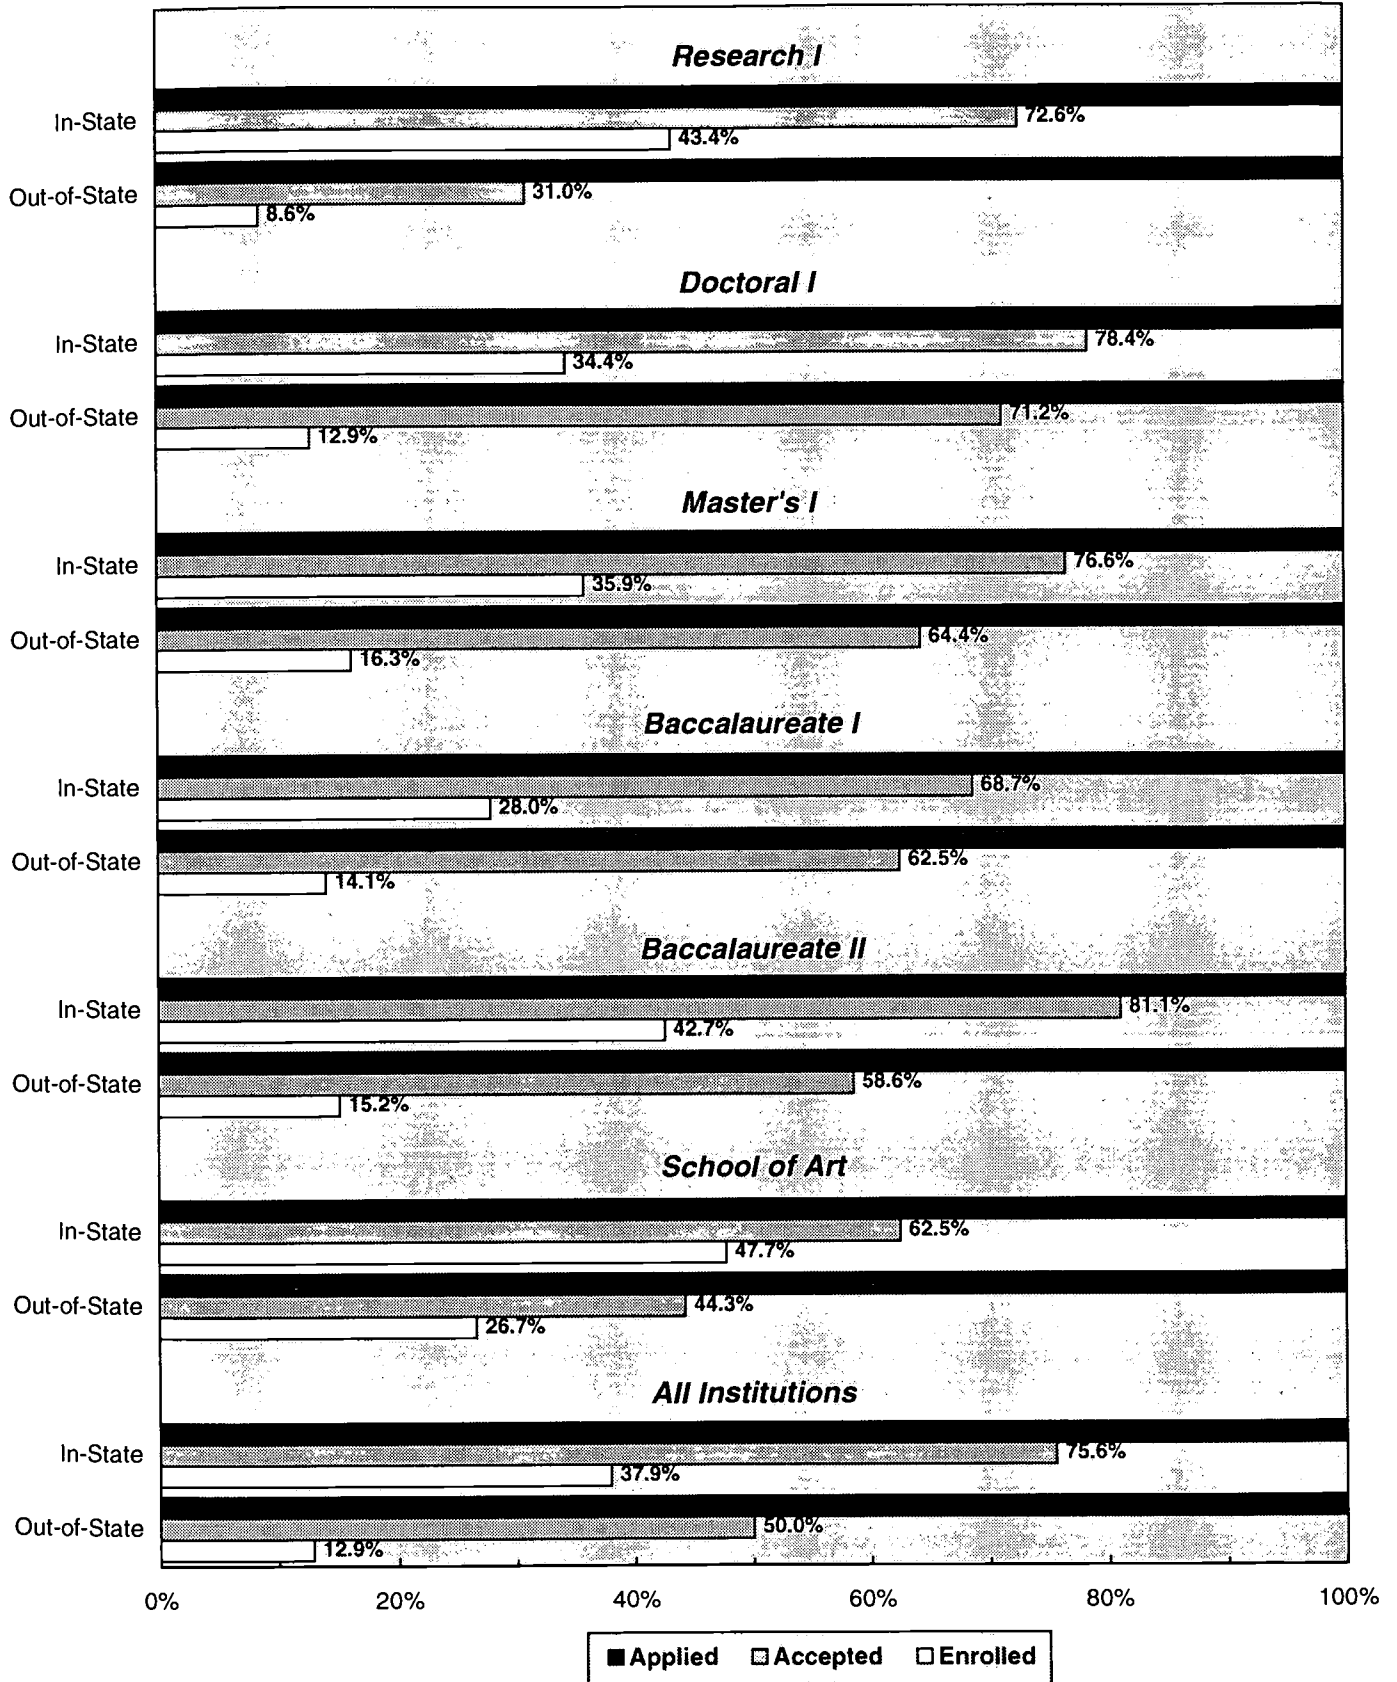 Research I
In-State
72.6%
43.4%
Out-of-State
31.0%
8.6%
Doctoral I
In-State
78.4%
34.4%
Out-of-State
71.2%
12.9%
Master's I
In-State
76.6%
35.9%
Out-of-State
64.4%
16.3%
Baccalaureate I
In-State
68.7%
28.0%
Out-of-State
62.5%
14.1%
Baccalaureate II
In-State
81.1%
42.7%
Out-of-State
58.6%
15.2%
School of Art
In-State
62.5%
47.7%
Out-of-State
44.3%
26.7%
All Institutions
In-State
75.6%
37.9%
Out-of-State
50.0%
12.9%
0% 20% 40% 60% 80% 100%
Applied Accepted Enrolled